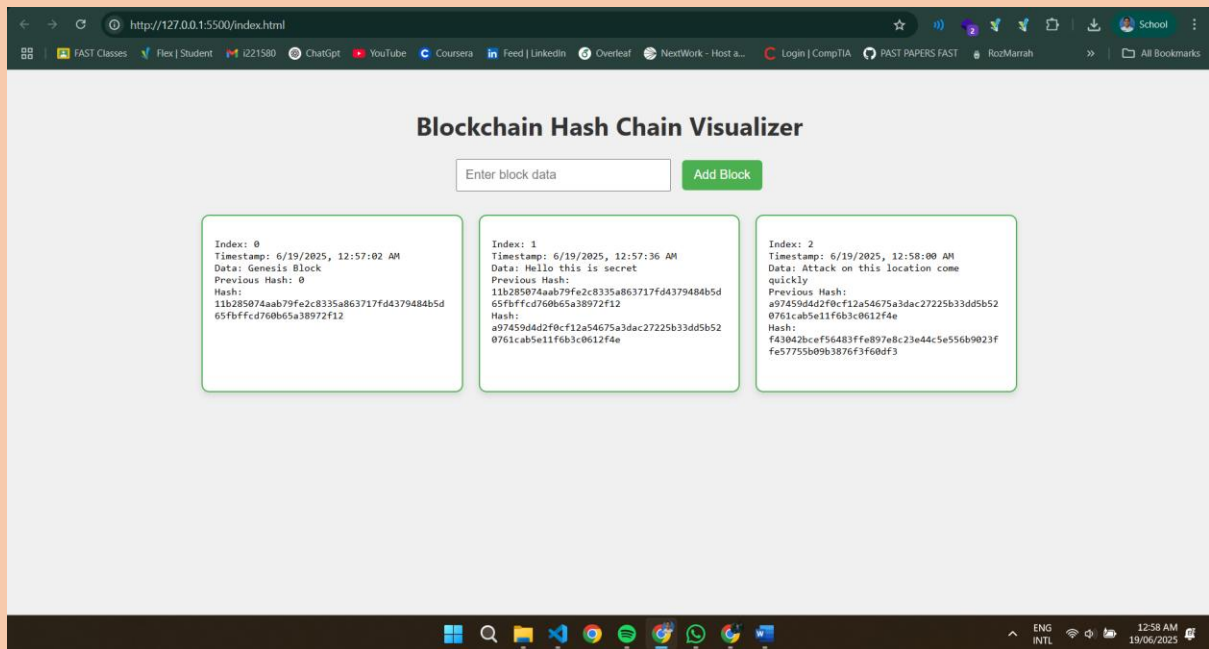 http://127.0.0.1:5500/index.html
2
School
FAST Classes
Flex | Student
i221580
ChatGpt
YouTube
Coursera
Feed | LinkedIn
Overleaf
NextWork - Host a...
Login | CompTIA
PAST PAPERS FAST
RozMarrah
»
All Bookmarks
Blockchain Hash Chain Visualizer
Enter block data
Add Block
Index: 0
Timestamp: 6/19/2025, 12:57:02 AM
Data: Genesis Block
Previous Hash: 0
Hash:
11b285074aab79fe2c8335a863717fd4379484b5d
65fbffcd760b65a38972f12
Index: 1
Timestamp: 6/19/2025, 12:57:36 AM
Data: Hello this is secret
Previous Hash:
11b285074aab79fe2c8335a863717fd4379484b5d
65fbffcd760b65a38972f12
Hash:
a97459d4d2f0cf12a54675a3dac27225b33dd5b52
0761cab5e11f6b3c0612f4e
Index: 2
Timestamp: 6/19/2025, 12:58:00 AM
Data: Attack on this location come
quickly
Previous Hash:
a97459d4d2f0cf12a54675a3dac27225b33dd5b52
0761cab5e11f6b3c0612f4e
Hash:
f43042bcef56483ffe897e8c23e44c5e556b9023f
fe57755b09b3876f3f60df3
ENG
INTL
12:58 AM
19/06/2025